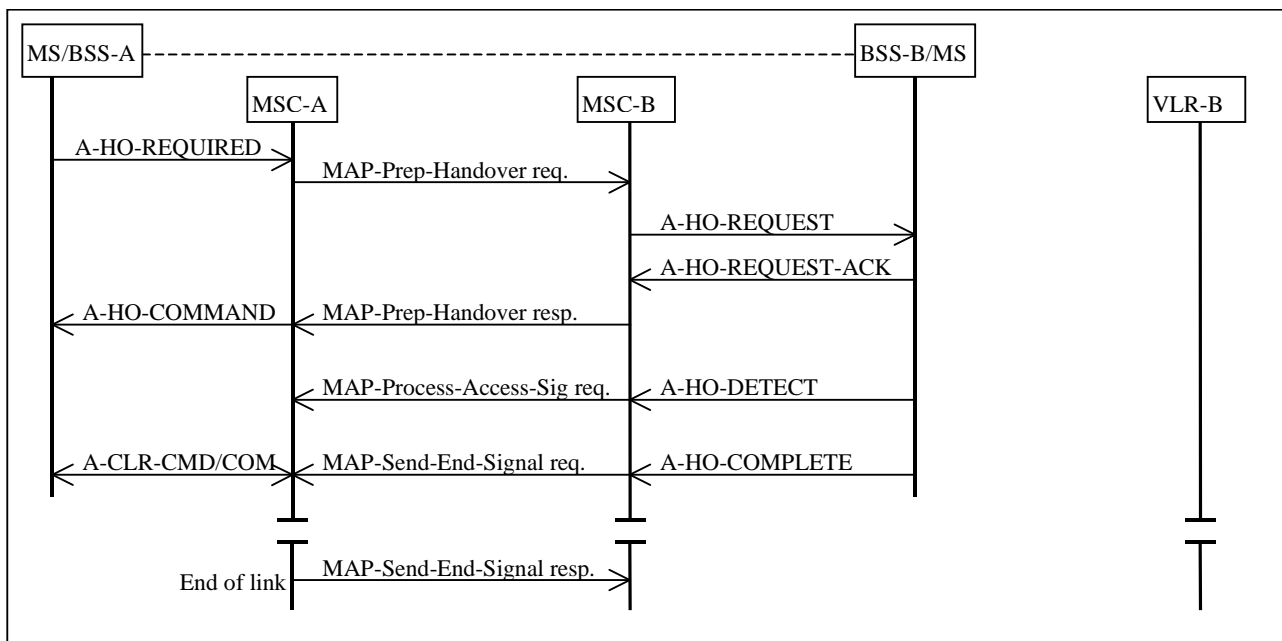 MS/BSS-A
BSS-B/MS
MSC-A
MSC-B
VLR-B
A-HO-REQUIRED
MAP-Prep-Handover req.
A-HO-REQUEST
A-HO-REQUEST-ACK
A-HO-COMMAND
MAP-Prep-Handover resp.
MAP-Process-Access-Sig req.
A-HO-DETECT
A-CLR-CMD/COM
MAP-Send-End-Signal req.
A-HO-COMPLETE
End of link
MAP-Send-End-Signal resp.